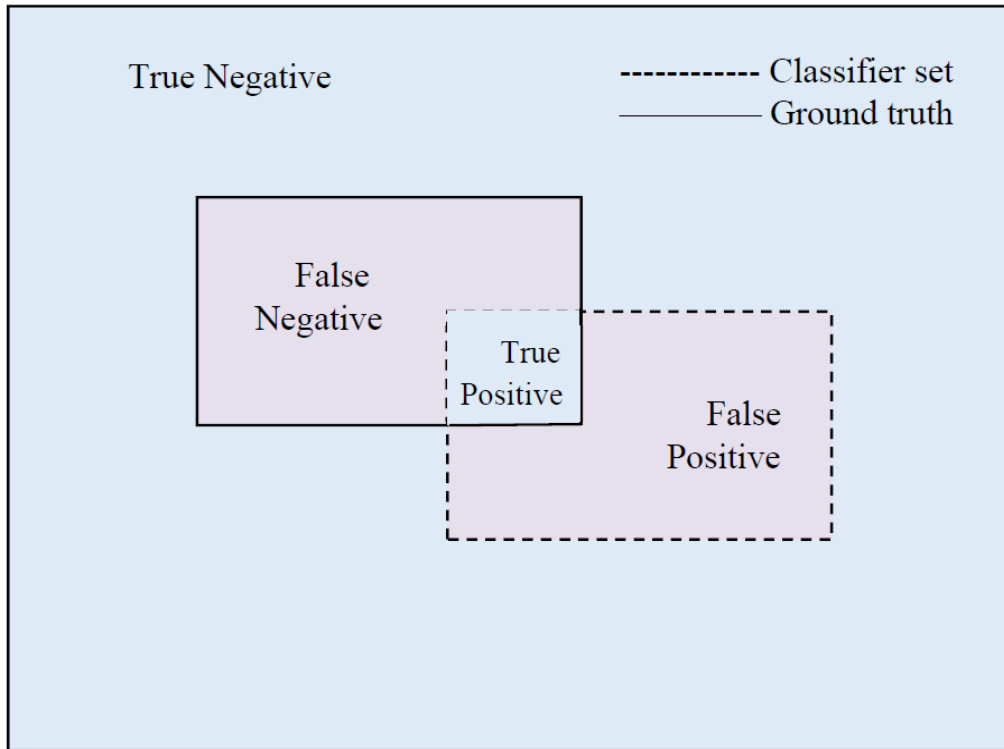 True Negative
Classifier set
Ground truth
False
Negative
True
Positive
False
Positive